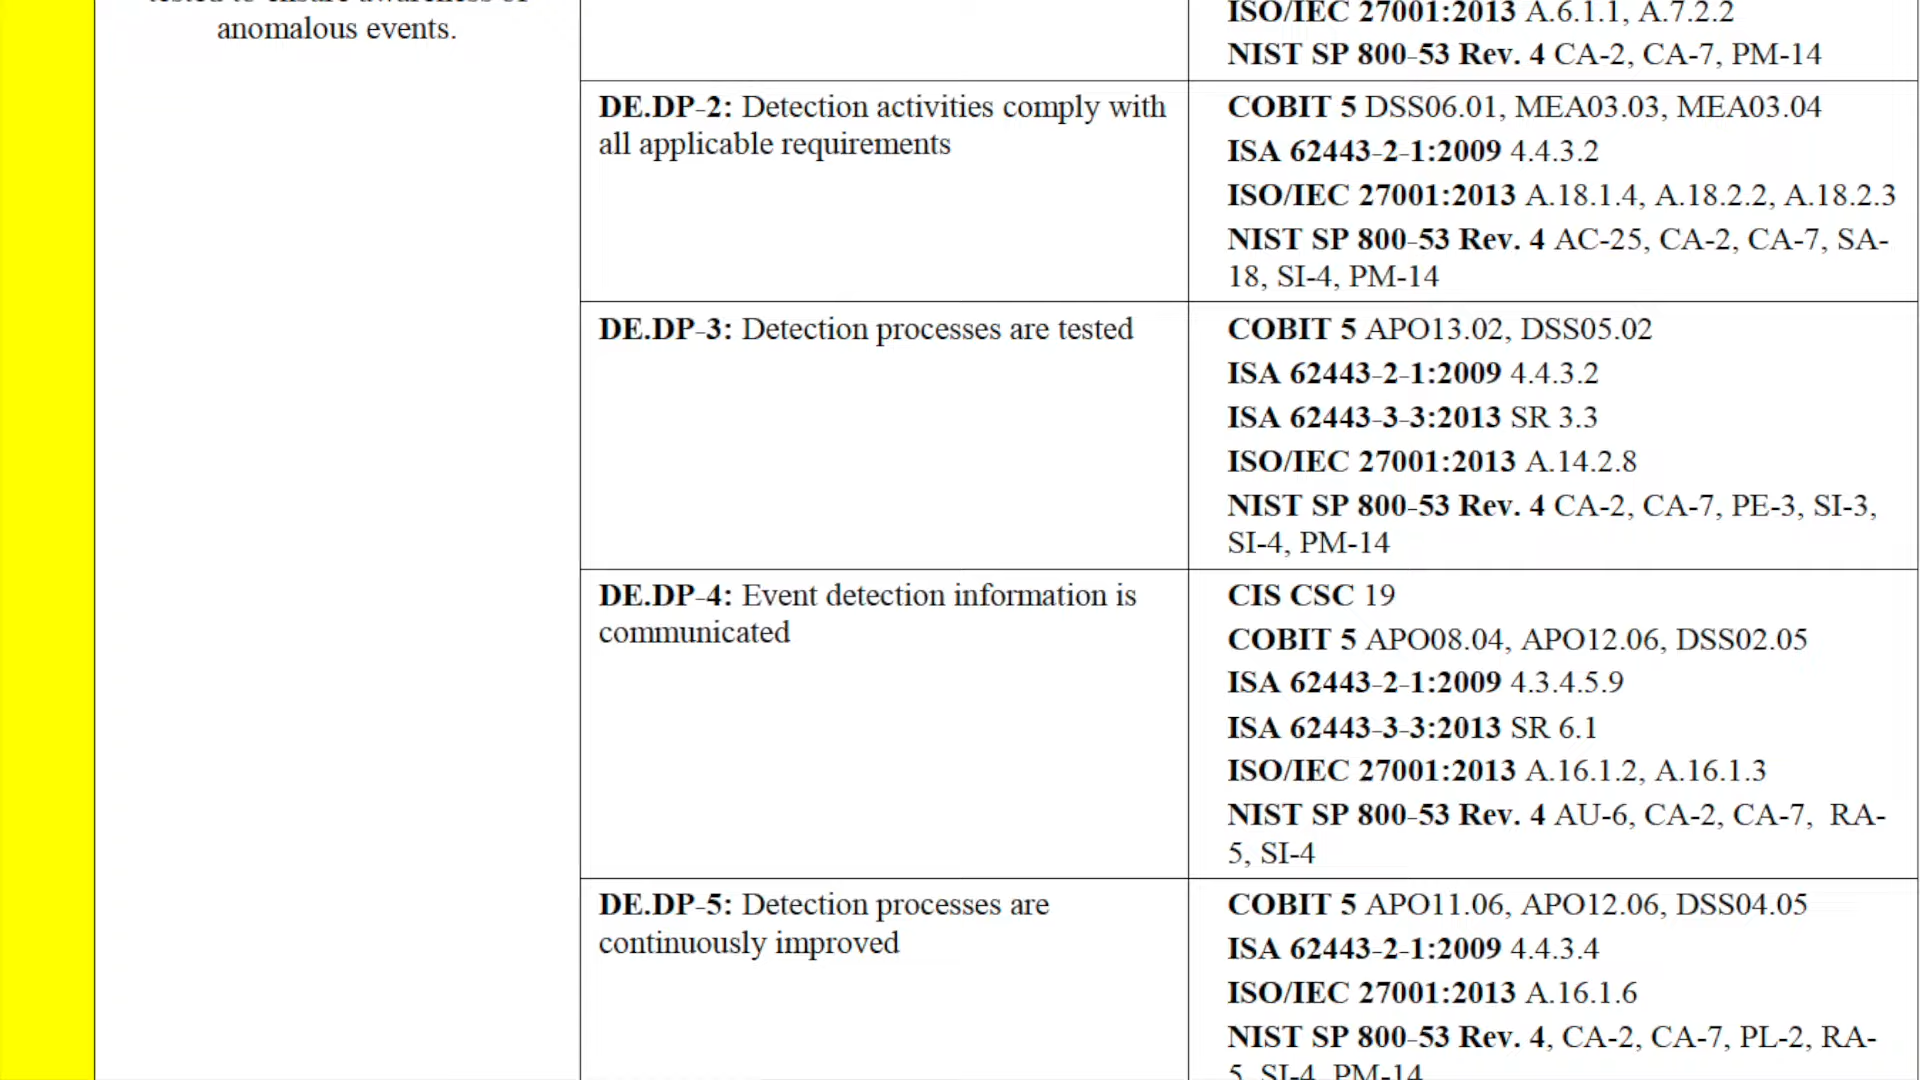 tested to ensure awareness of
anomalous events.
ISO/IEC 27001:2013 A.6.1.1, A.7.2.2
NIST SP 800-53 Rev. 4 CA-2, CA-7, PM-14
DE.DP-2: Detection activities comply with
all applicable requirements
COBIT 5 DSS06.01, MEA03.03, MEA03.04
ISA 62443-2-1:2009 4.4.3.2
ISO/IEC 27001:2013 A.18.1.4, A.18.2.2, A.18.2.3
NIST SP 800-53 Rev. 4 AC-25, CA-2, CA-7, SA-
18, SI-4, PM-14
DE.DP-3: Detection processes are tested
COBIT 5 APO13.02, DSS05.02
ISA 62443-2-1:2009 4.4.3.2
ISA 62443-3-3:2013 SR 3.3
ISO/IEC 27001:2013 A.14.2.8
NIST SP 800-53 Rev. 4 CA-2, CA-7, PE-3, SI-3,
SI-4, PM-14
DE.DP-4: Event detection information is
communicated
CIS CSC 19
COBIT 5 APO08.04, APO12.06, DSS02.05
ISA 62443-2-1:2009 4.3.4.5.9
ISA 62443-3-3:2013 SR 6.1
ISO/IEC 27001:2013 A.16.1.2, A.16.1.3
NIST SP 800-53 Rev. 4 AU-6, CA-2, CA-7, RA-
5, SI-4
DE.DP-5: Detection processes are
continuously improved
COBIT 5 APO11.06, APO12.06, DSS04.05
ISA 62443-2-1:2009 4.4.3.4
ISO/IEC 27001:2013 A.16.1.6
NIST SP 800-53 Rev. 4, CA-2, CA-7, PL-2, RA-
5, SI-4, PM-14